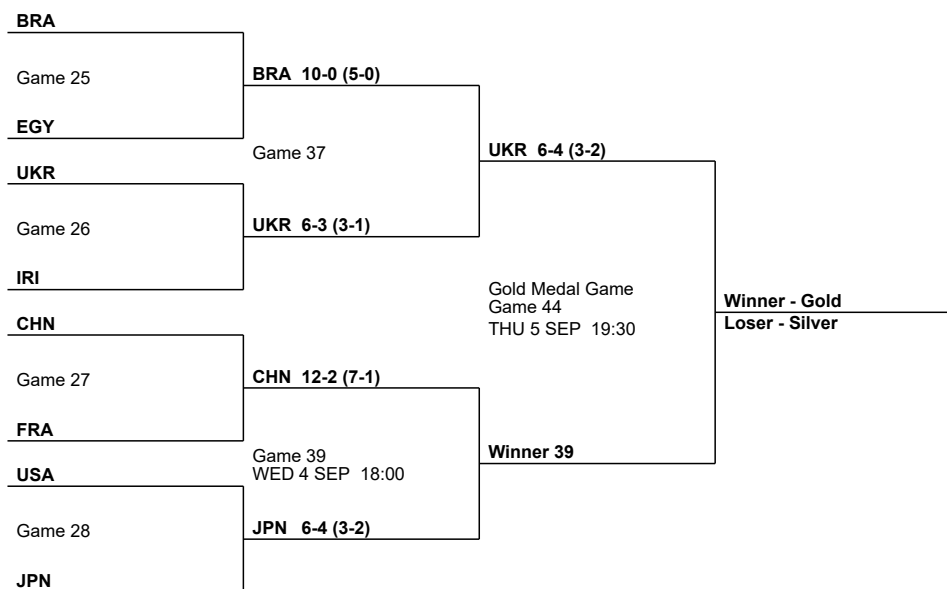 BRA
Game 25
BRA 10-0 (5-0)
EGY
Game 37
UKR 6-4 (3-2)
UKR
Game 26
UKR 6-3 (3-1)
IRI
Gold Medal Game
Game 44
THU 5 SEP 19:30
Winner - Gold
Loser - Silver
CHN
Game 27
CHN 12-2 (7-1)
FRA
Game 39
WED 4 SEP 18:00
Winner 39
USA
Game 28
JPN 6-4 (3-2)
JPN